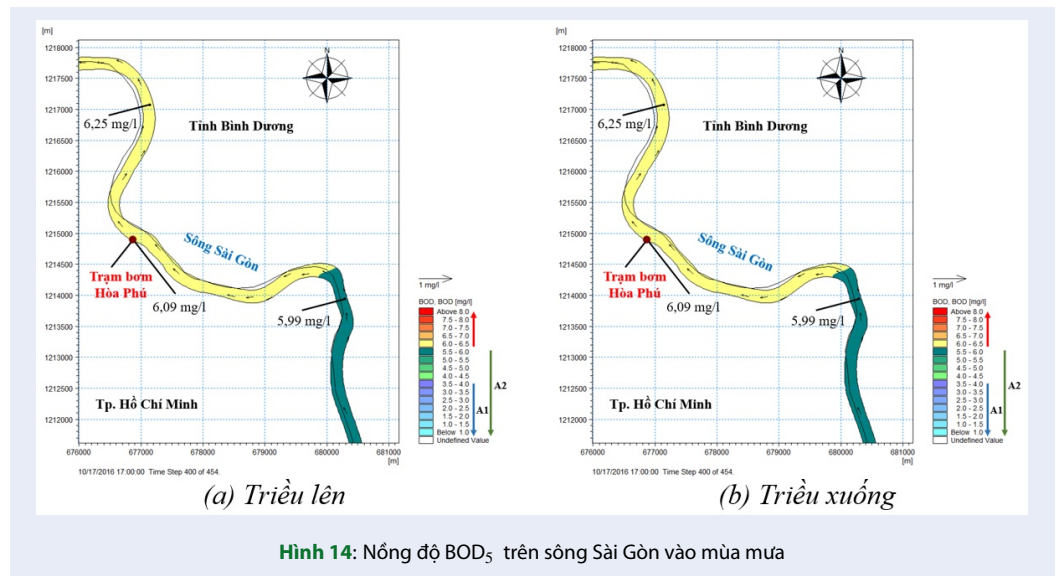 [m]
1218000
1217500
1217000
1216500
1216000
1215500
1215000
1214500
1214000
1213500
1213000
1212500
1212000
676000 677000 678000 679000 680000 681000
[m]
N
6,25 mg/l
Tỉnh Bình Dương
Sông Sài Gòn
Trạm bơm
Hòa Phú
6,09 mg/l
5,99 mg/l
Tp. Hồ Chí Minh
1 mg/l
BOD, BOD [mg/l]
Above 8.0
7.5 - 8.0
7.0 - 7.5
6.5 - 7.0
6.0 - 6.5
5.5 - 6.0
5.0 - 5.5
4.5 - 5.0
4.0 - 4.5
3.5 - 4.0
3.0 - 3.5
2.5 - 3.0
2.0 - 2.5
1.5 - 2.0
1.0 - 1.5
Below 1.0
Undefined Value
A1
A2
10/17/2016 17:00:00 Time Step 400 of 454.
(a) Triều lên
[m]
1218000
1217500
1217000
1216500
1216000
1215500
1215000
1214500
1214000
1213500
1213000
1212500
1212000
676000 677000 678000 679000 680000 681000
[m]
N
6,25 mg/l
Tỉnh Bình Dương
Sông Sài Gòn
Trạm bơm
Hòa Phú
6,09 mg/l
5,99 mg/l
Tp. Hồ Chí Minh
1 mg/l
BOD, BOD [mg/l]
Above 8.0
7.5 - 8.0
7.0 - 7.5
6.5 - 7.0
6.0 - 6.5
5.5 - 6.0
5.0 - 5.5
4.5 - 5.0
4.0 - 4.5
3.5 - 4.0
3.0 - 3.5
2.5 - 3.0
2.0 - 2.5
1.5 - 2.0
1.0 - 1.5
Below 1.0
Undefined Value
A1
A2
10/17/2016 17:00:00 Time Step 400 of 454.
(b) Triều xuống
Hình 14: Nồng độ BOD₅ trên sông Sài Gòn vào mùa mưa